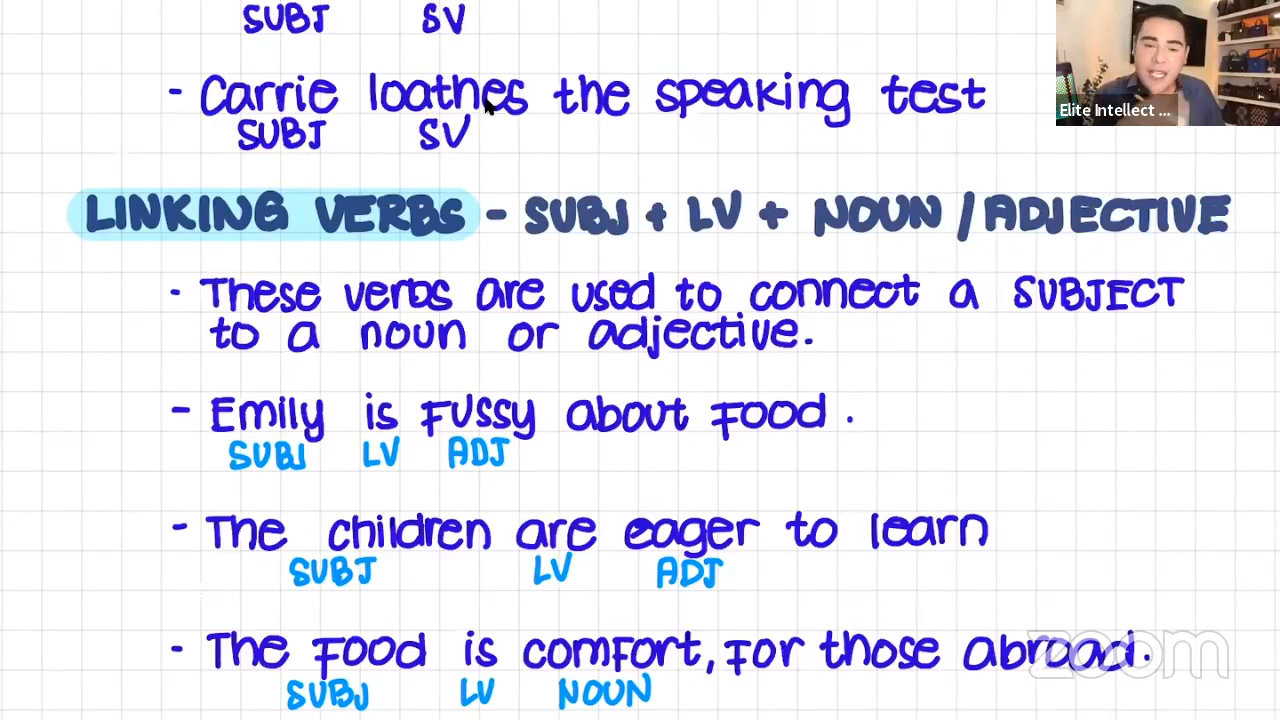 SUBJ SV
- Carrie loathes the speaking test
SUBJ SV
Elite Intellect ...
LINKING VERBS - SUBJ + LV + NOUN / ADJECTIVE
- These verbs are used to connect a SUBJECT
to a noun or adjective.
- Emily is fussy about food.
SUBJ LV ADJ
- The children are eager to learn
SUBJ LV ADJ
- The food is comfort, for those abroad.
SUBJ LV NOUN
zoom